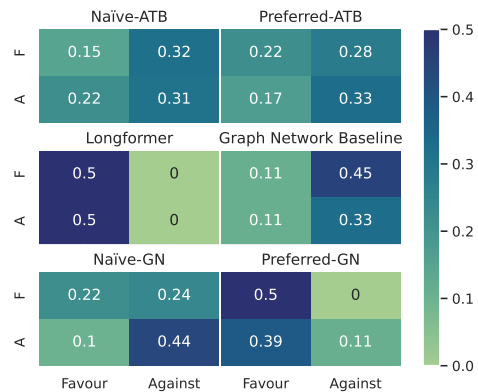 Naïve-ATB Preferred-ATB
F 0.15 0.32 0.22 0.28
A 0.22 0.31 0.17 0.33
Longformer Graph Network Baseline
F 0.5 0 0.11 0.45
A 0.5 0 0.11 0.33
Naïve-GN Preferred-GN
F 0.22 0.24 0.5 0
A 0.1 0.44 0.39 0.11
Favour Against Favour Against
0.5
0.4
0.3
0.2
0.1
0.0